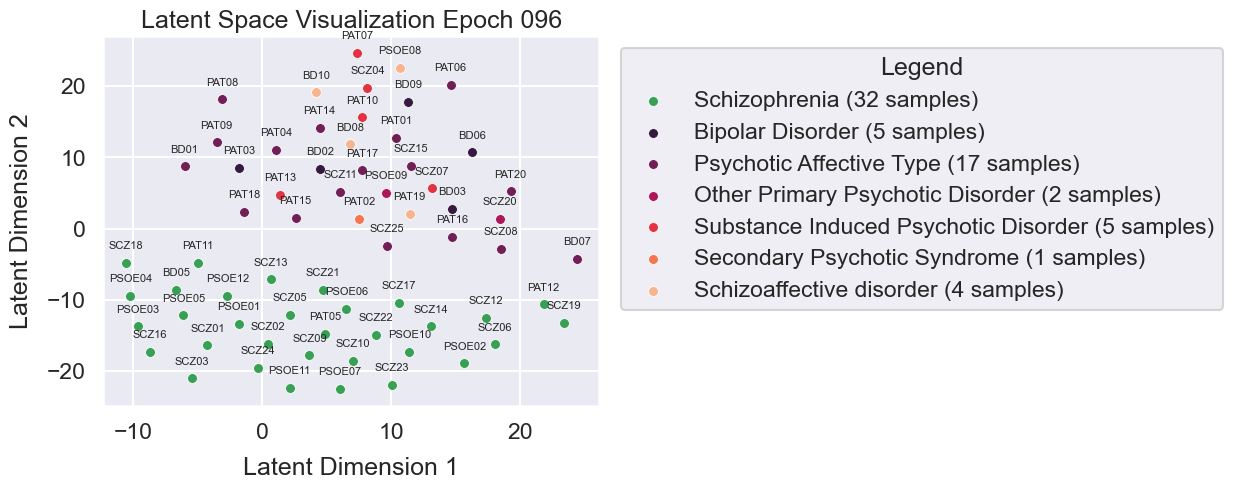 Latent Space Visualization Epoch 096
PAT07
PSOE08
SCZ04
PAT06
BD10
BD09
PAT08
PAT10
PAT14
PAT01
BD08
PAT09
PAT04
BD06
BD01
PAT03
BD02
PAT17
SCZ15
SCZ11
PSOE09
SCZ07
PAT13
PAT20
PAT18
PAT15
PAT02
PAT19
BD03
SCZ20
PAT16
SCZ25
SCZ08
BD07
SCZ18
PAT11
SCZ13
SCZ21
PSOE04
BD05
PSOE12
PSOE06
SCZ17
PAT12
PSOE03
PSOE05
PSOE01
SCZ05
PAT05
SCZ22
SCZ14
SCZ12
SCZ19
SCZ16
SCZ01
SCZ02
SCZ09
SCZ10
PSOE10
SCZ06
SCZ03
SCZ24
PSOE11
PSOE07
SCZ23
PSOE02
20
10
0
−10
−20
Latent Dimension 2
−10 0 10 20
Latent Dimension 1
Legend
Schizophrenia (32 samples)
Bipolar Disorder (5 samples)
Psychotic Affective Type (17 samples)
Other Primary Psychotic Disorder (2 samples)
Substance Induced Psychotic Disorder (5 samples)
Secondary Psychotic Syndrome (1 samples)
Schizoaffective disorder (4 samples)